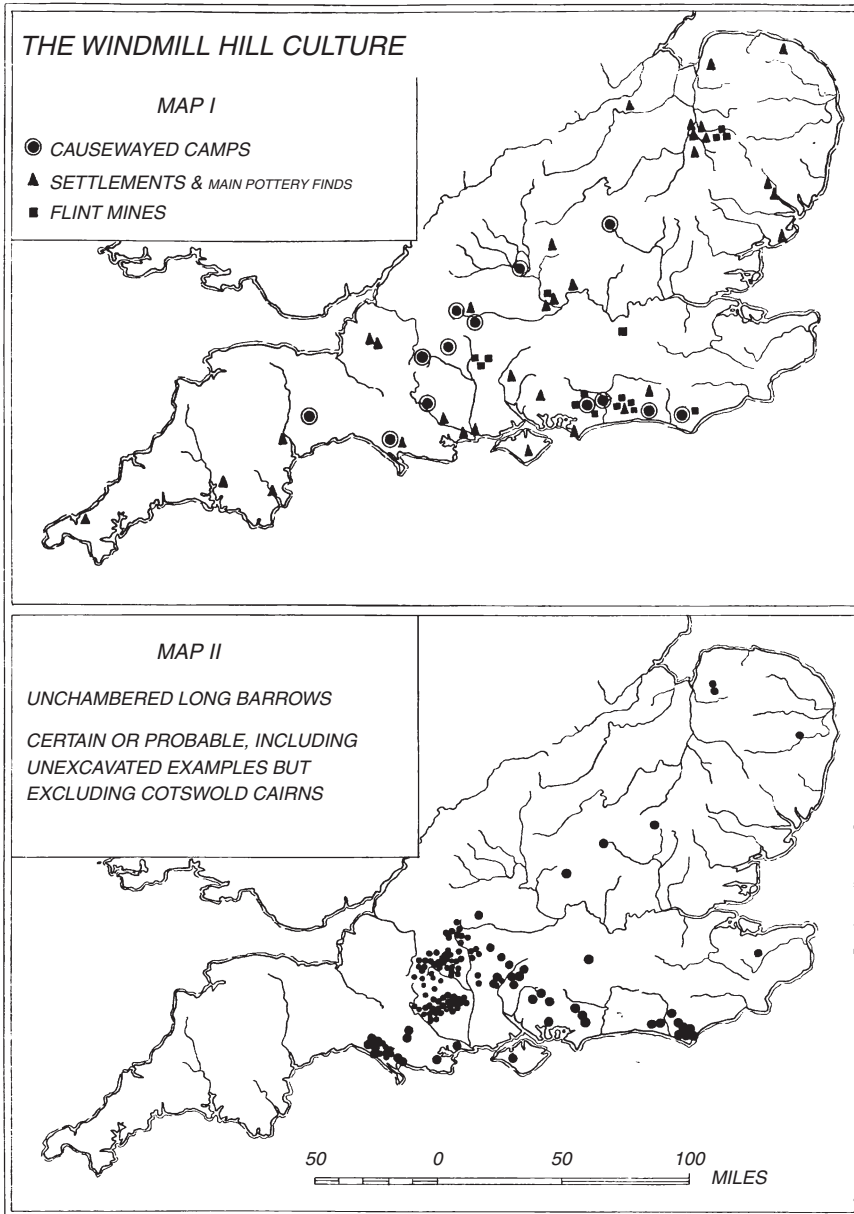 THE WINDMILL HILL CULTURE
MAP I
CAUSEWAYED CAMPS
SETTLEMENTS & MAIN POTTERY FINDS
FLINT MINES
MAP II
UNCHAMBERED LONG BARROWS
CERTAIN OR PROBABLE, INCLUDING
UNEXCAVATED EXAMPLES BUT
EXCLUDING COTSWOLD CAIRNS
50 0 50 100
MILES